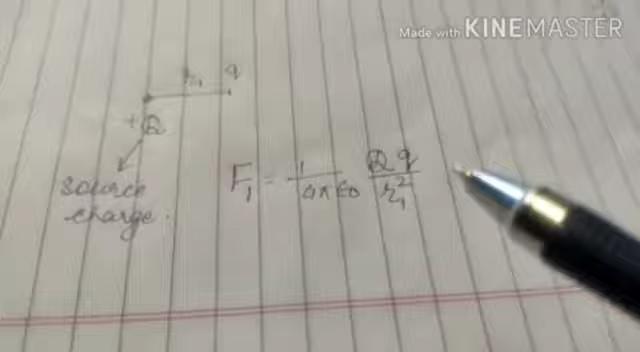 Made with KINEMASTER
r₁ q
+Q
source
charge.
F₁ = 1/4πε₀ Qq/r₁²